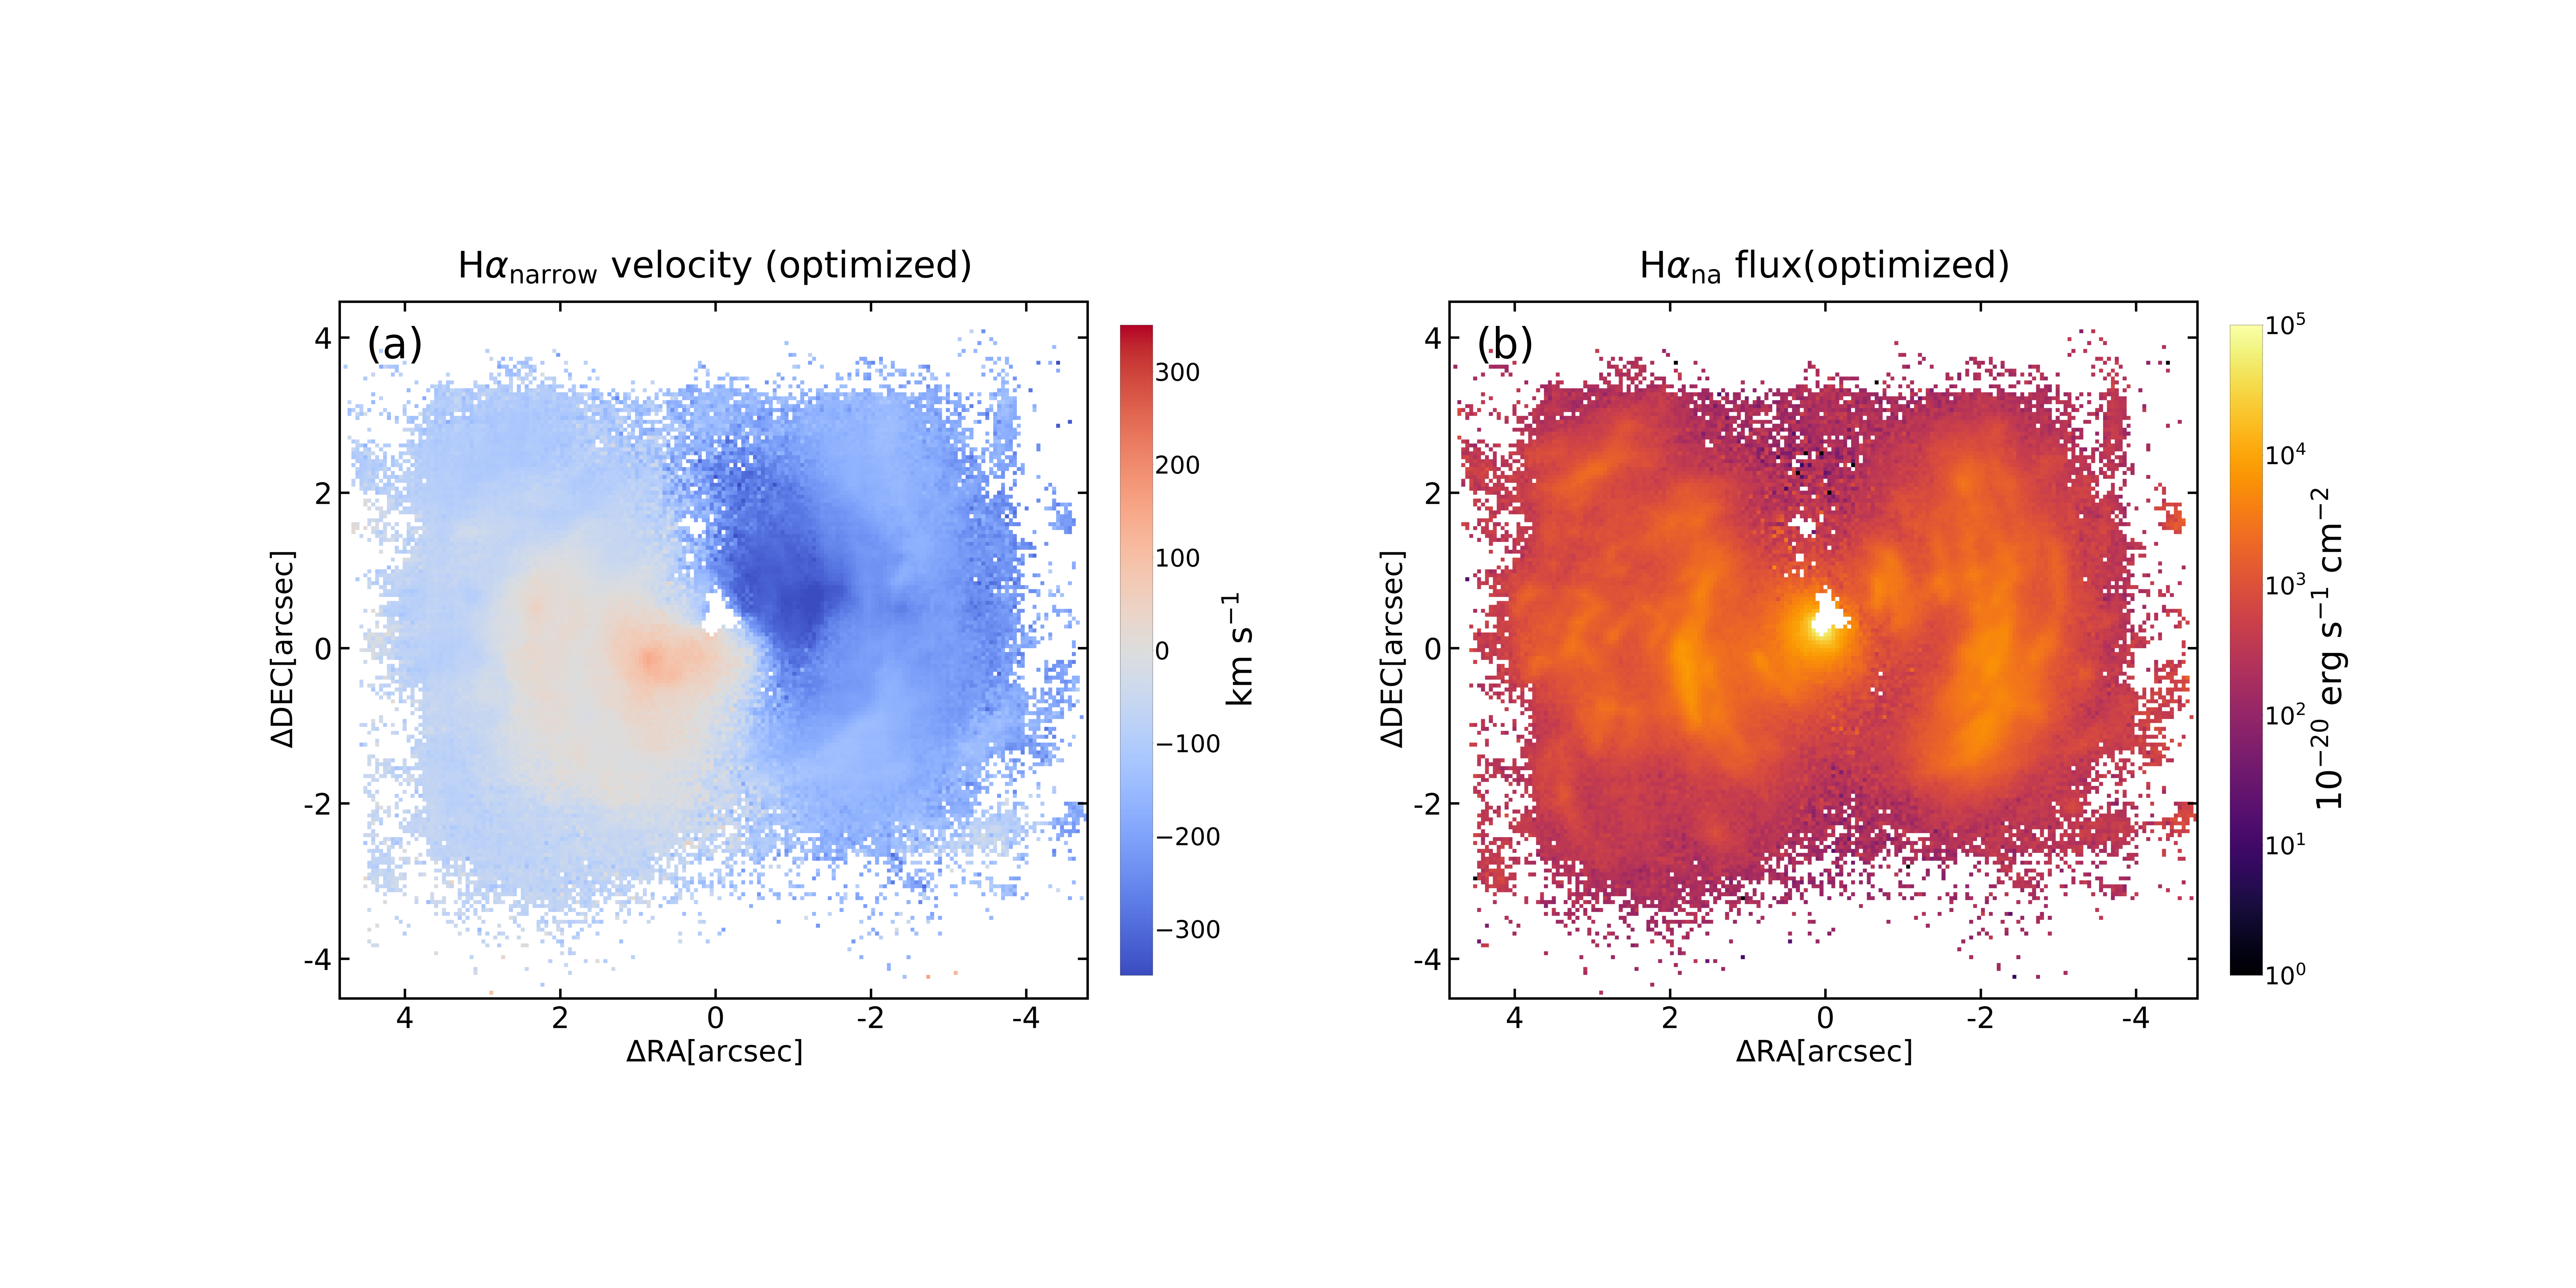 Hα_narrow velocity (optimized)
(a)
4
2
0
-2
-4
ΔDEC[arcsec]
4 2 0 -2 -4
ΔRA[arcsec]
300
200
100
0
−100
−200
−300
km s⁻¹
Hα_na flux(optimized)
(b)
4
2
0
-2
-4
ΔDEC[arcsec]
4 2 0 -2 -4
ΔRA[arcsec]
10⁵
10⁴
10³
10²
10¹
10⁰
10⁻²⁰ erg s⁻¹ cm⁻²